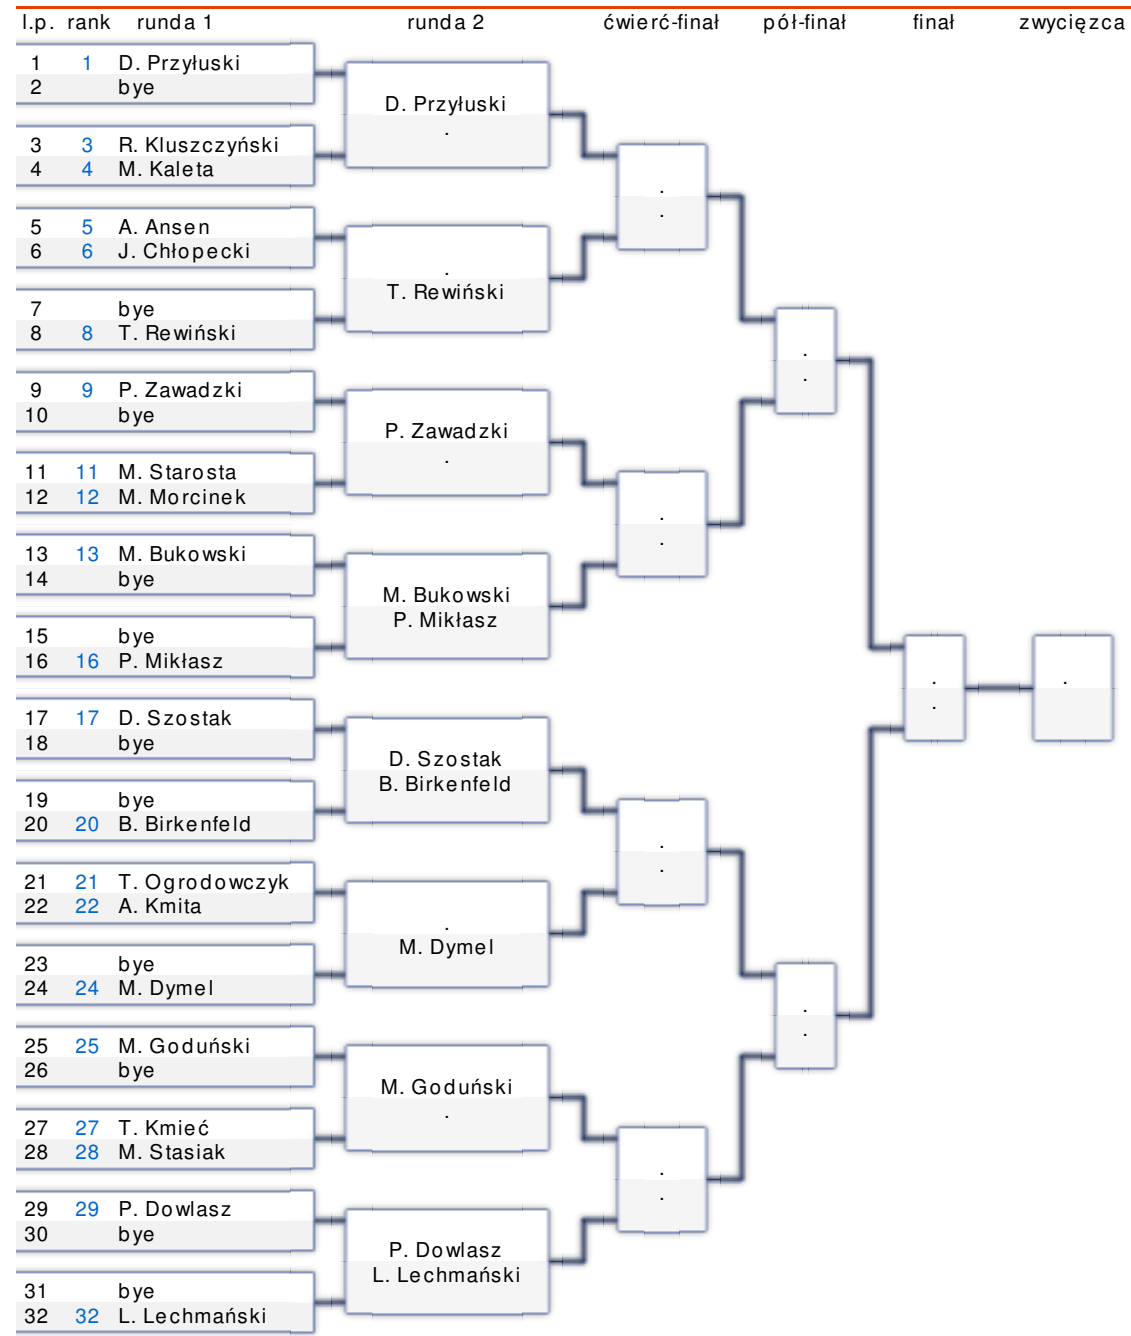 l.p. rank runda 1 runda 2 ćwierć-finał pół-finał finał zwycięzca
1 1 D. Przyłuski
2 bye
D. Przyłuski
.
3 3 R. Kluszczyński
4 4 M. Kaleta
.
.
5 5 A. Ansen
6 6 J. Chłopecki
.
T. Rewiński
7 bye
8 8 T. Rewiński
.
.
9 9 P. Zawadzki
10 bye
P. Zawadzki
.
11 11 M. Starosta
12 12 M. Morcinek
.
.
13 13 M. Bukowski
14 bye
M. Bukowski
P. Mikłasz
15 bye
16 16 P. Mikłasz
.
.
.
17 17 D. Szostak
18 bye
D. Szostak
B. Birkenfeld
19 bye
20 20 B. Birkenfeld
.
.
21 21 T. Ogrodowczyk
22 22 A. Kmita
.
M. Dymel
23 bye
24 24 M. Dymel
.
.
25 25 M. Goduński
26 bye
M. Goduński
.
27 27 T. Kmieć
28 28 M. Stasiak
.
.
29 29 P. Dowlasz
30 bye
P. Dowlasz
L. Lechmański
31 bye
32 32 L. Lechmański